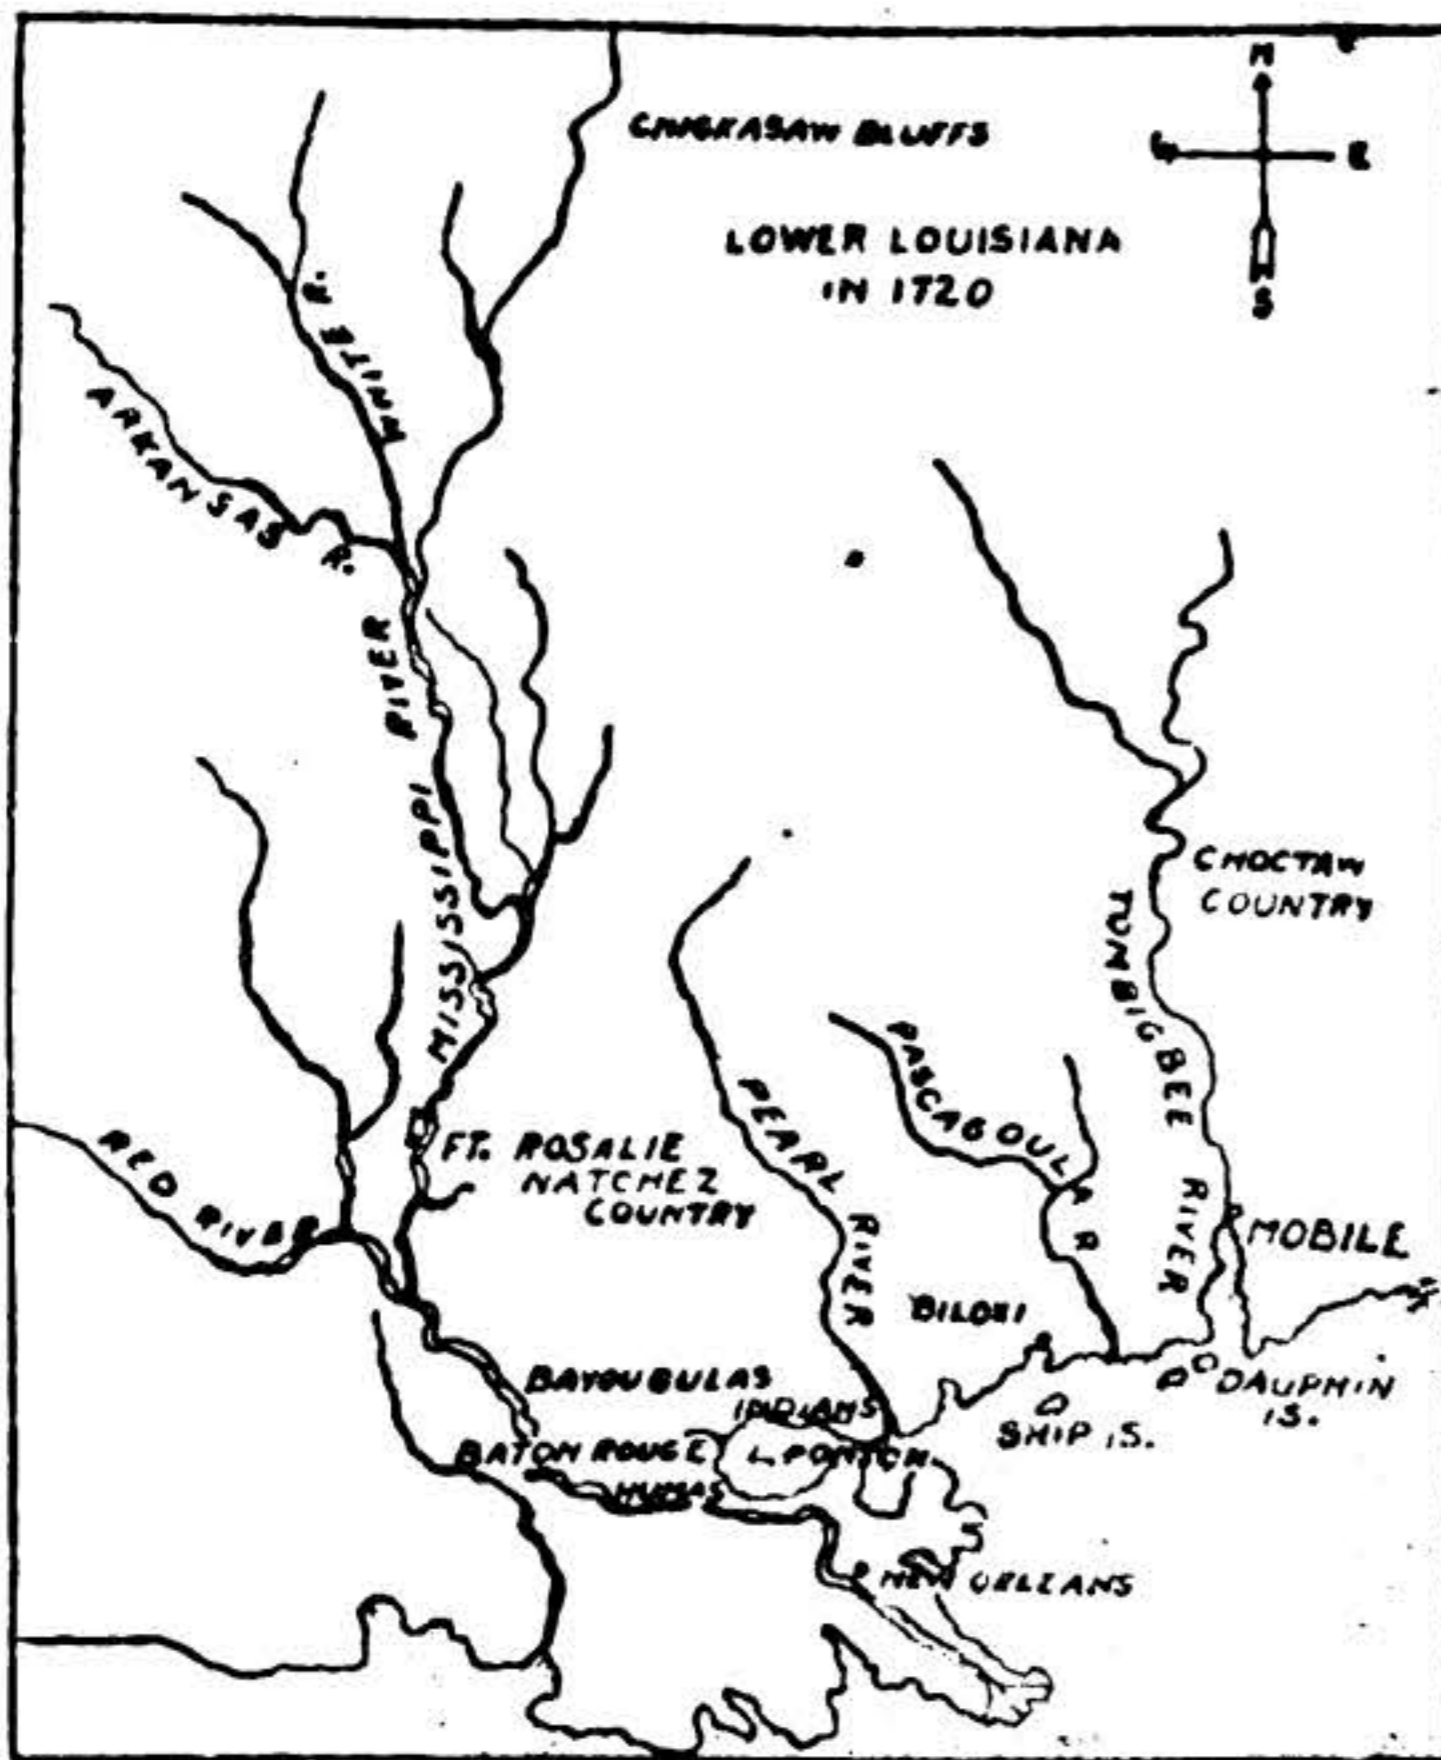 N
CHICKASAW BLUFFS
W E
LOWER LOUISIANA
IN 1720
S
WHITE R.
ARKANSAS R.
MISSISSIPPI RIVER
CHOCTAW
COUNTRY
TOMBIGBEE RIVER
PASCAGOULA R
PEARL RIVER
RED RIVER
FT. ROSALIE
NATCHEZ
COUNTRY
MOBILE
BILOXI
BAYOUGULAS
INDIANS
DAUPHIN
IS.
SHIP IS.
BATON ROUGE
L. PONTCH
HUMAS
NEW ORLEANS